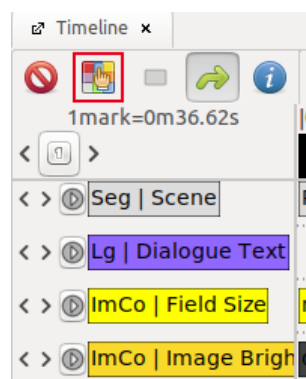 Timeline
1mark=0m36.62s
Seg | Scene
Lg | Dialogue Text
ImCo | Field Size
ImCo | Image Brigh